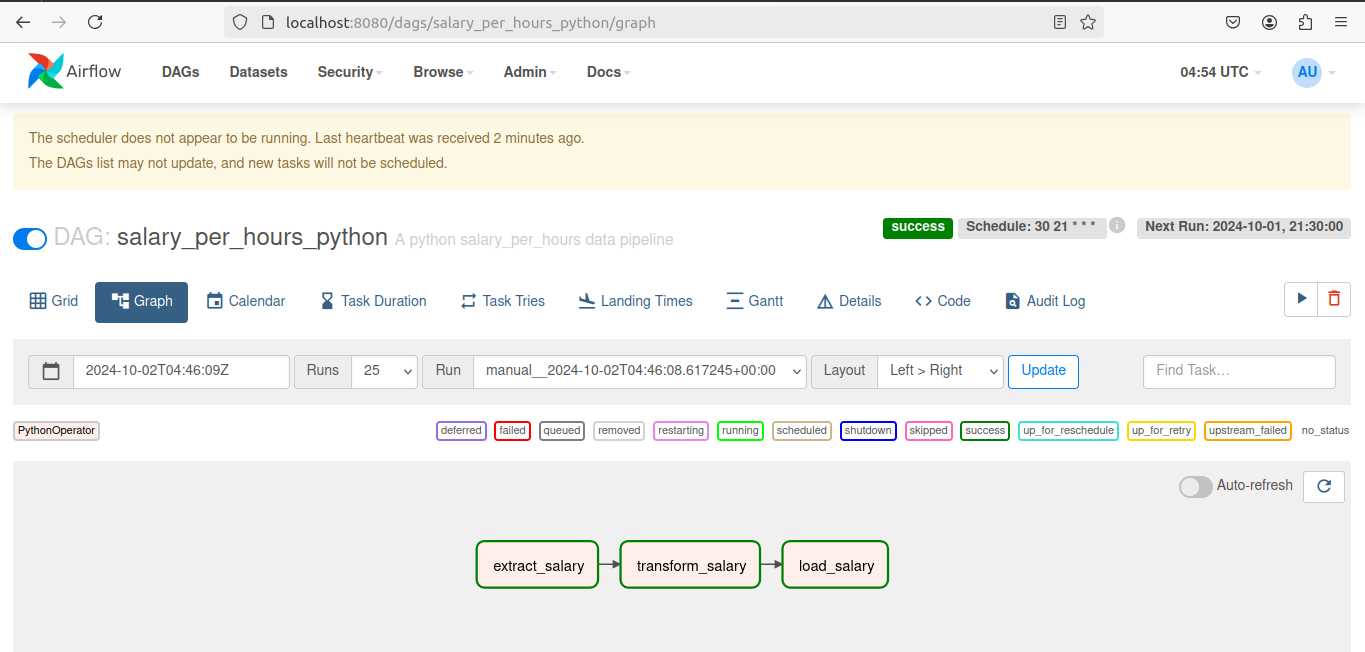 localhost:8080/dags/salary_per_hours_python/graph
Airflow DAGs Datasets Security Browse Admin Docs 04:54 UTC AU
The scheduler does not appear to be running. Last heartbeat was received 2 minutes ago.
The DAGs list may not update, and new tasks will not be scheduled.
DAG: salary_per_hours_python A python salary_per_hours data pipeline success Schedule: 30 21 * * * i Next Run: 2024-10-01, 21:30:00
Grid Graph Calendar Task Duration Task Tries Landing Times Gantt Details Code Audit Log
2024-10-02T04:46:09Z Runs 25 Run manual__2024-10-02T04:46:08.617245+00:00 Layout Left > Right Update Find Task…
PythonOperator deferred failed queued removed restarting running scheduled shutdown skipped success up_for_reschedule up_for_retry upstream_failed no_status
Auto-refresh
extract_salary transform_salary load_salary